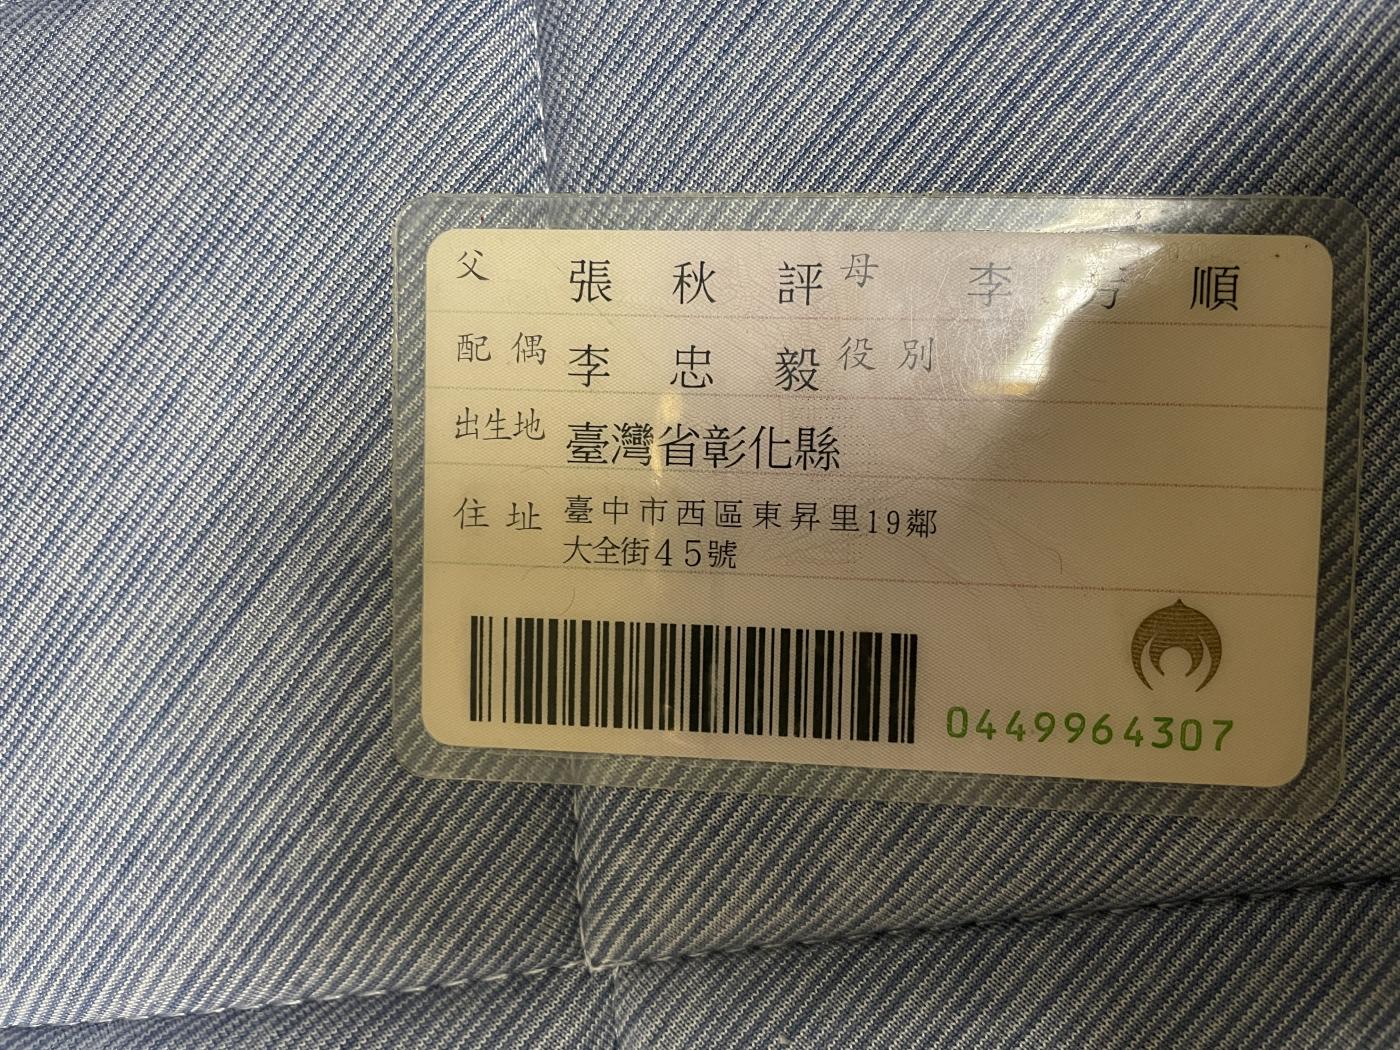 父 張秋評 母 李 順
配偶 李忠毅 役別
出生地 臺灣省彰化縣
住址 臺中市西區東昇里19鄰
大全街45號
0449964307